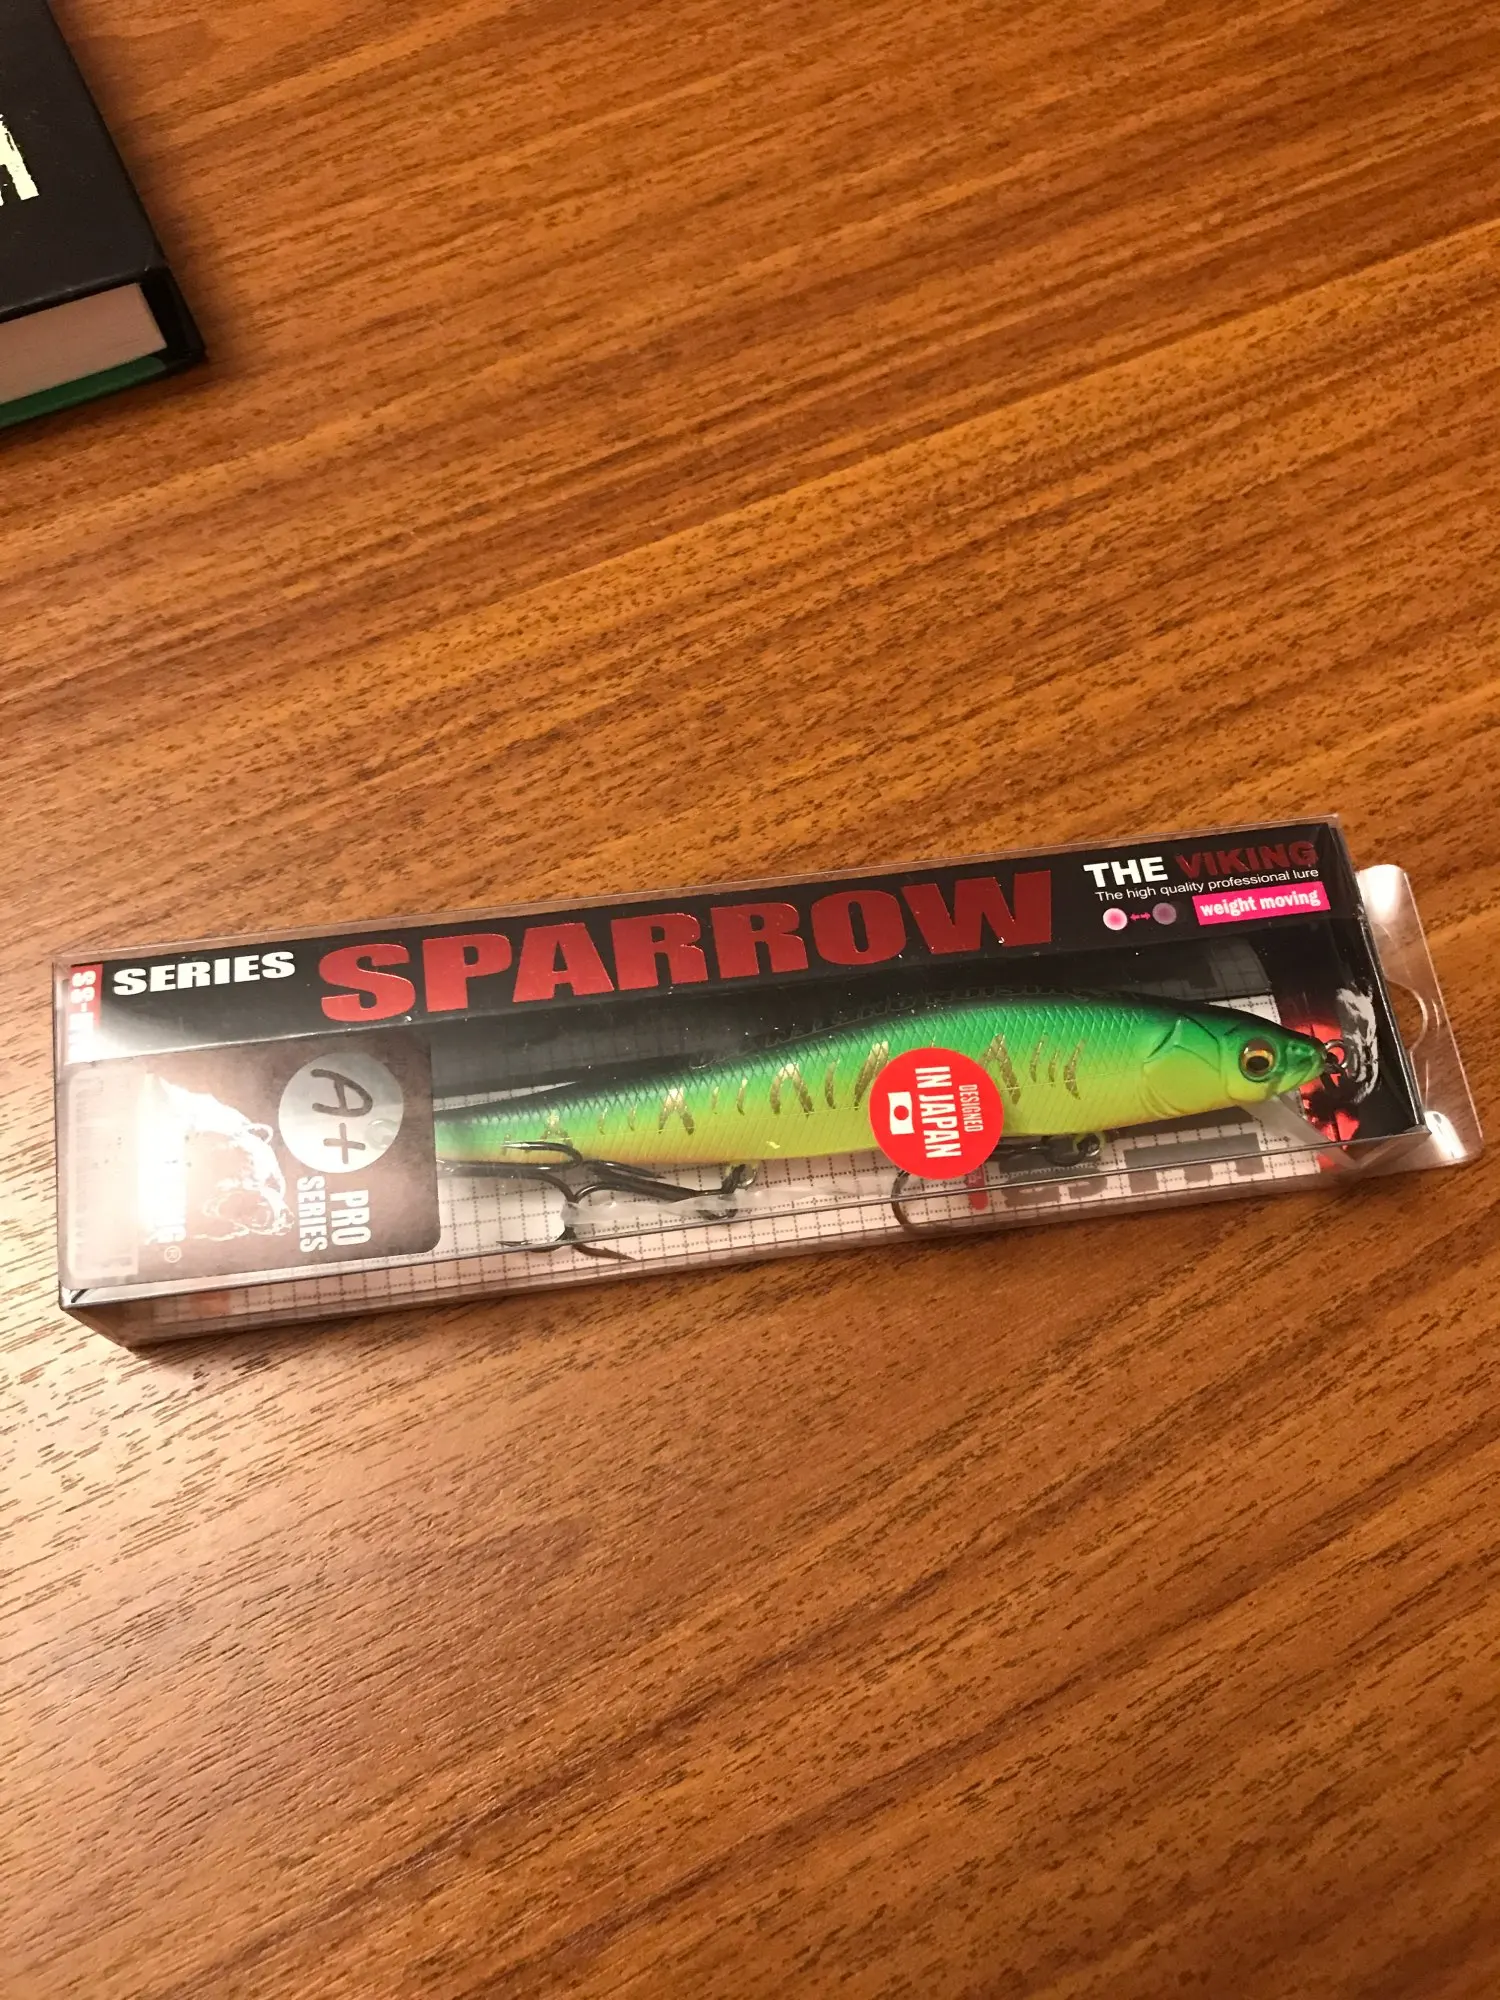 SERIES SPARROW
THE VIKING
The high quality professional lure
weight moving
A+
PRO
SERIES
DESIGNED
IN JAPAN